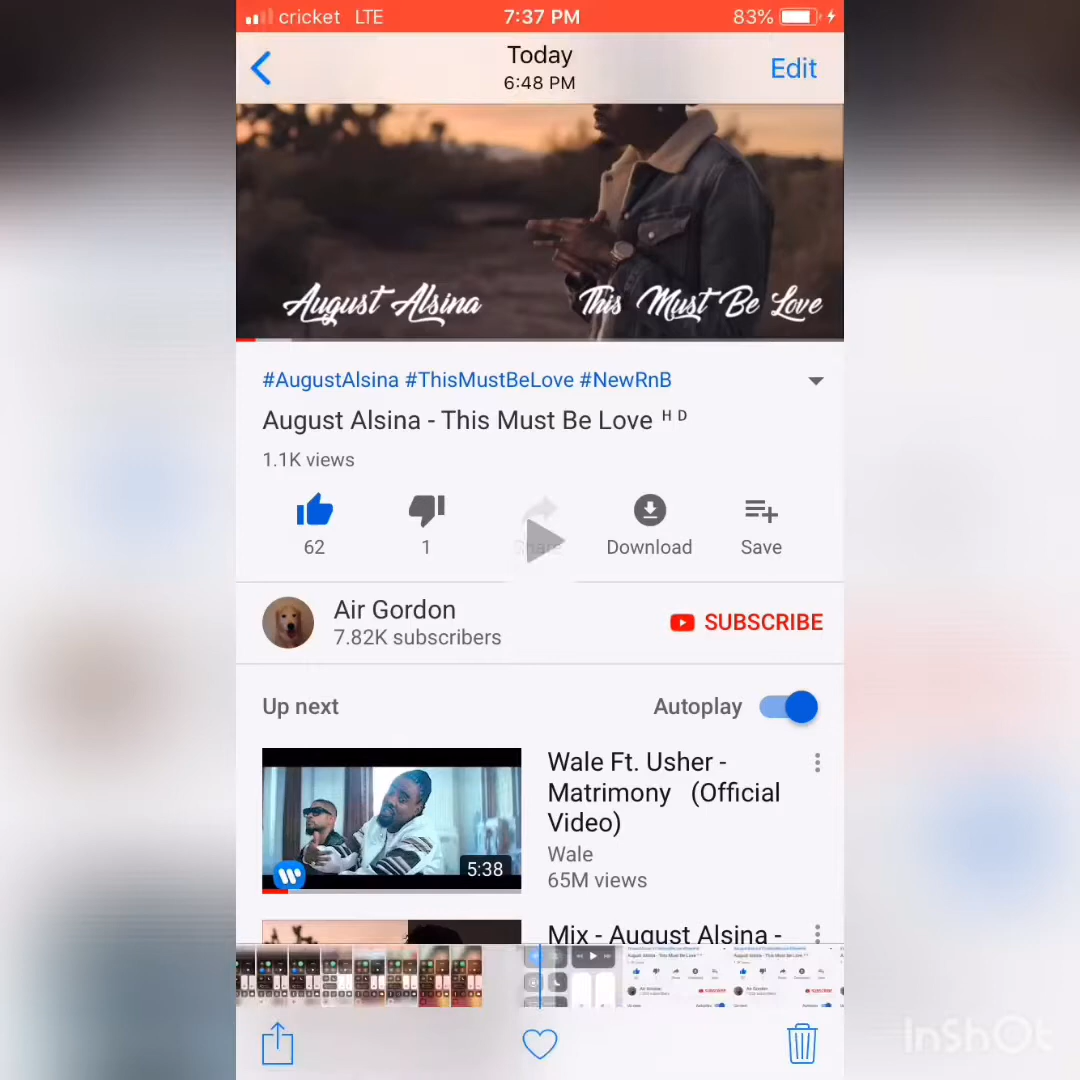 cricket LTE 7:37 PM 83%
Today
6:48 PM
Edit
August Alsina This Must Be Love
#AugustAlsina #ThisMustBeLove #NewRnB
August Alsina - This Must Be Love ᴴ ᴰ
1.1K views
62 1 Share Download Save
Air Gordon
7.82K subscribers
SUBSCRIBE
Up next Autoplay
Wale Ft. Usher -
Matrimony (Official
Video)
Wale
65M views
5:38
Mix - August Alsina -
InShOt